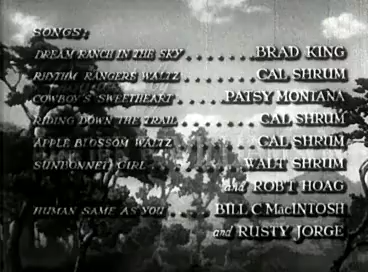 SONGS:
DREAM RANCH IN THE SKY ....... BRAD KING
RHYTHM RANGERS WALTZ ....... CAL SHRUM
COWBOY'S SWEETHEART ..... PATSY MONTANA
RIDING DOWN THE TRAIL ....... CAL SHRUM
APPLE BLOSSOM WALTZ ....... CAL SHRUM
SUNBONNET GIRL ......... WALT SHRUM
and ROBT HOAG
HUMAN SAME AS YOU .... BILL C. MacINTOSH
and RUSTY JORGE